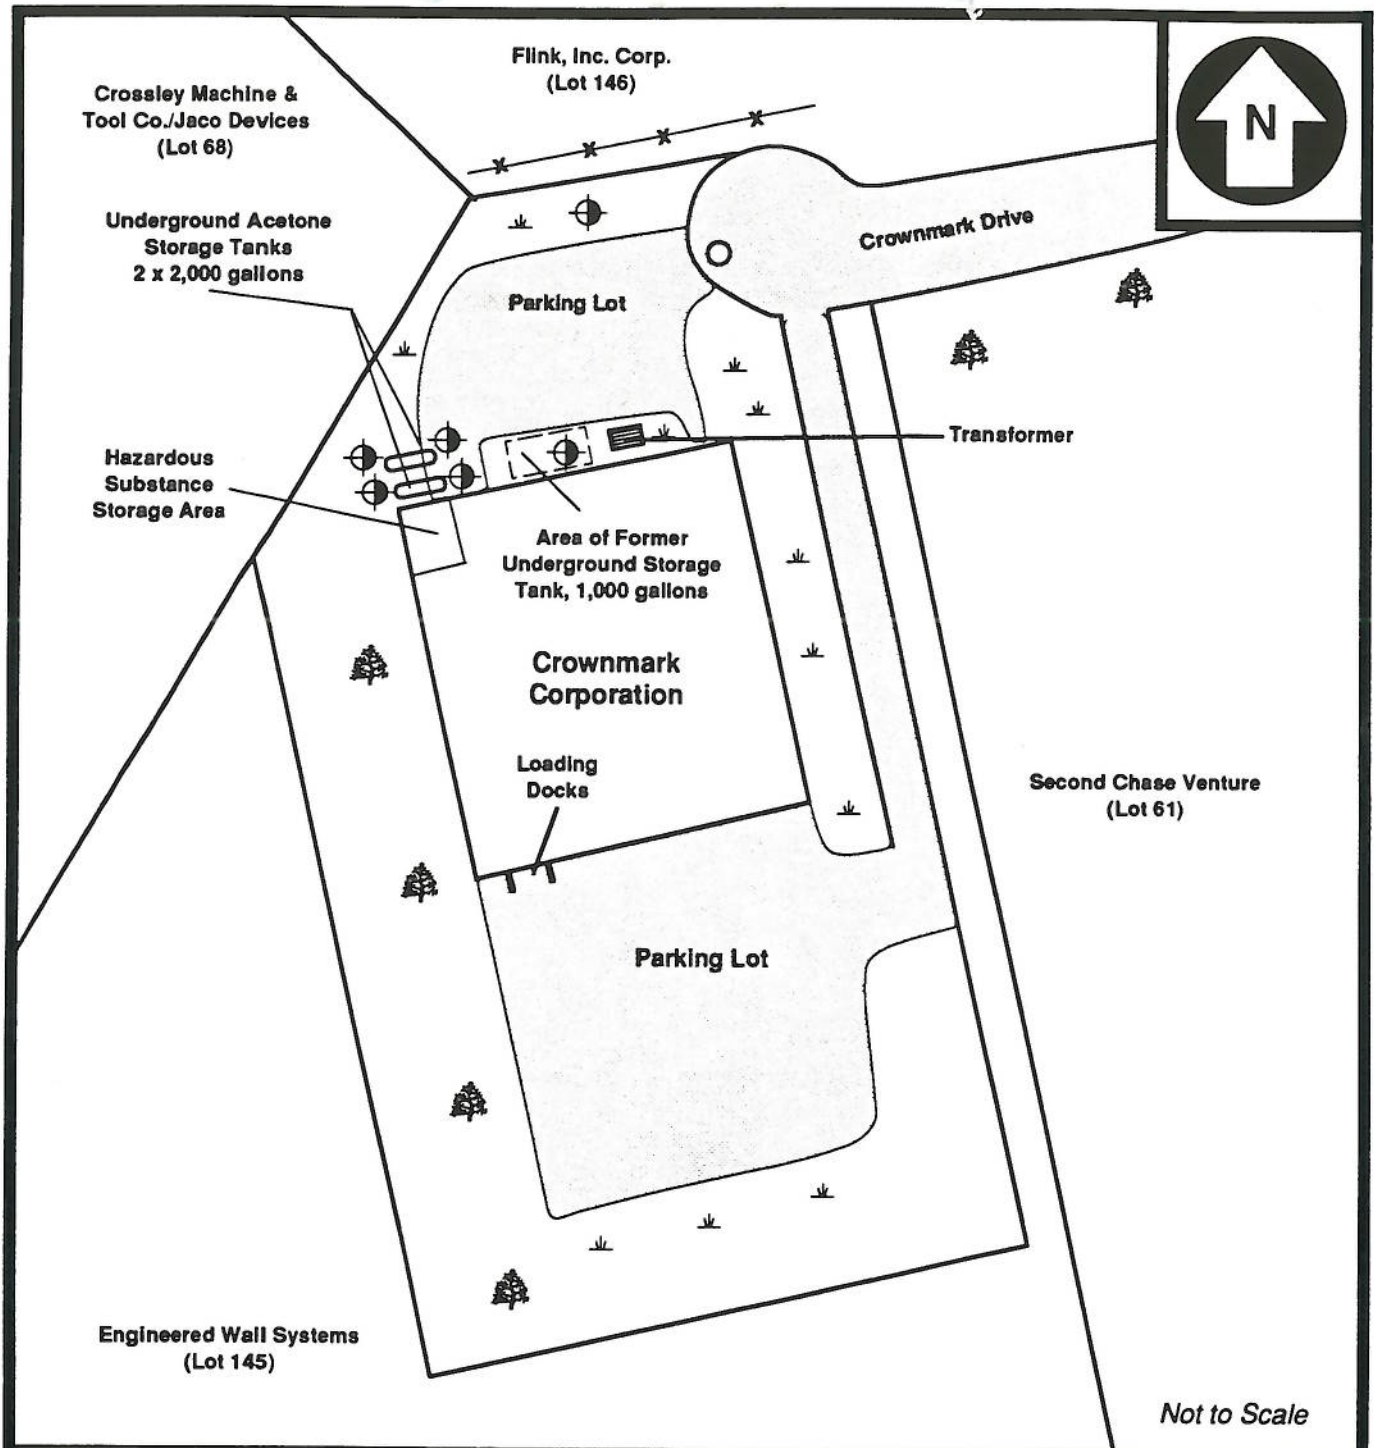 Flink, Inc. Corp.
(Lot 146)
Crossley Machine &
Tool Co./Jaco Devices
(Lot 68)
N
Underground Acetone
Storage Tanks
2 x 2,000 gallons
Crownmark Drive
Parking Lot
Transformer
Hazardous
Substance
Storage Area
Area of Former
Underground Storage
Tank, 1,000 gallons
Crownmark
Corporation
Loading
Docks
Second Chase Venture
(Lot 61)
Parking Lot
Engineered Wall Systems
(Lot 145)
Not to Scale